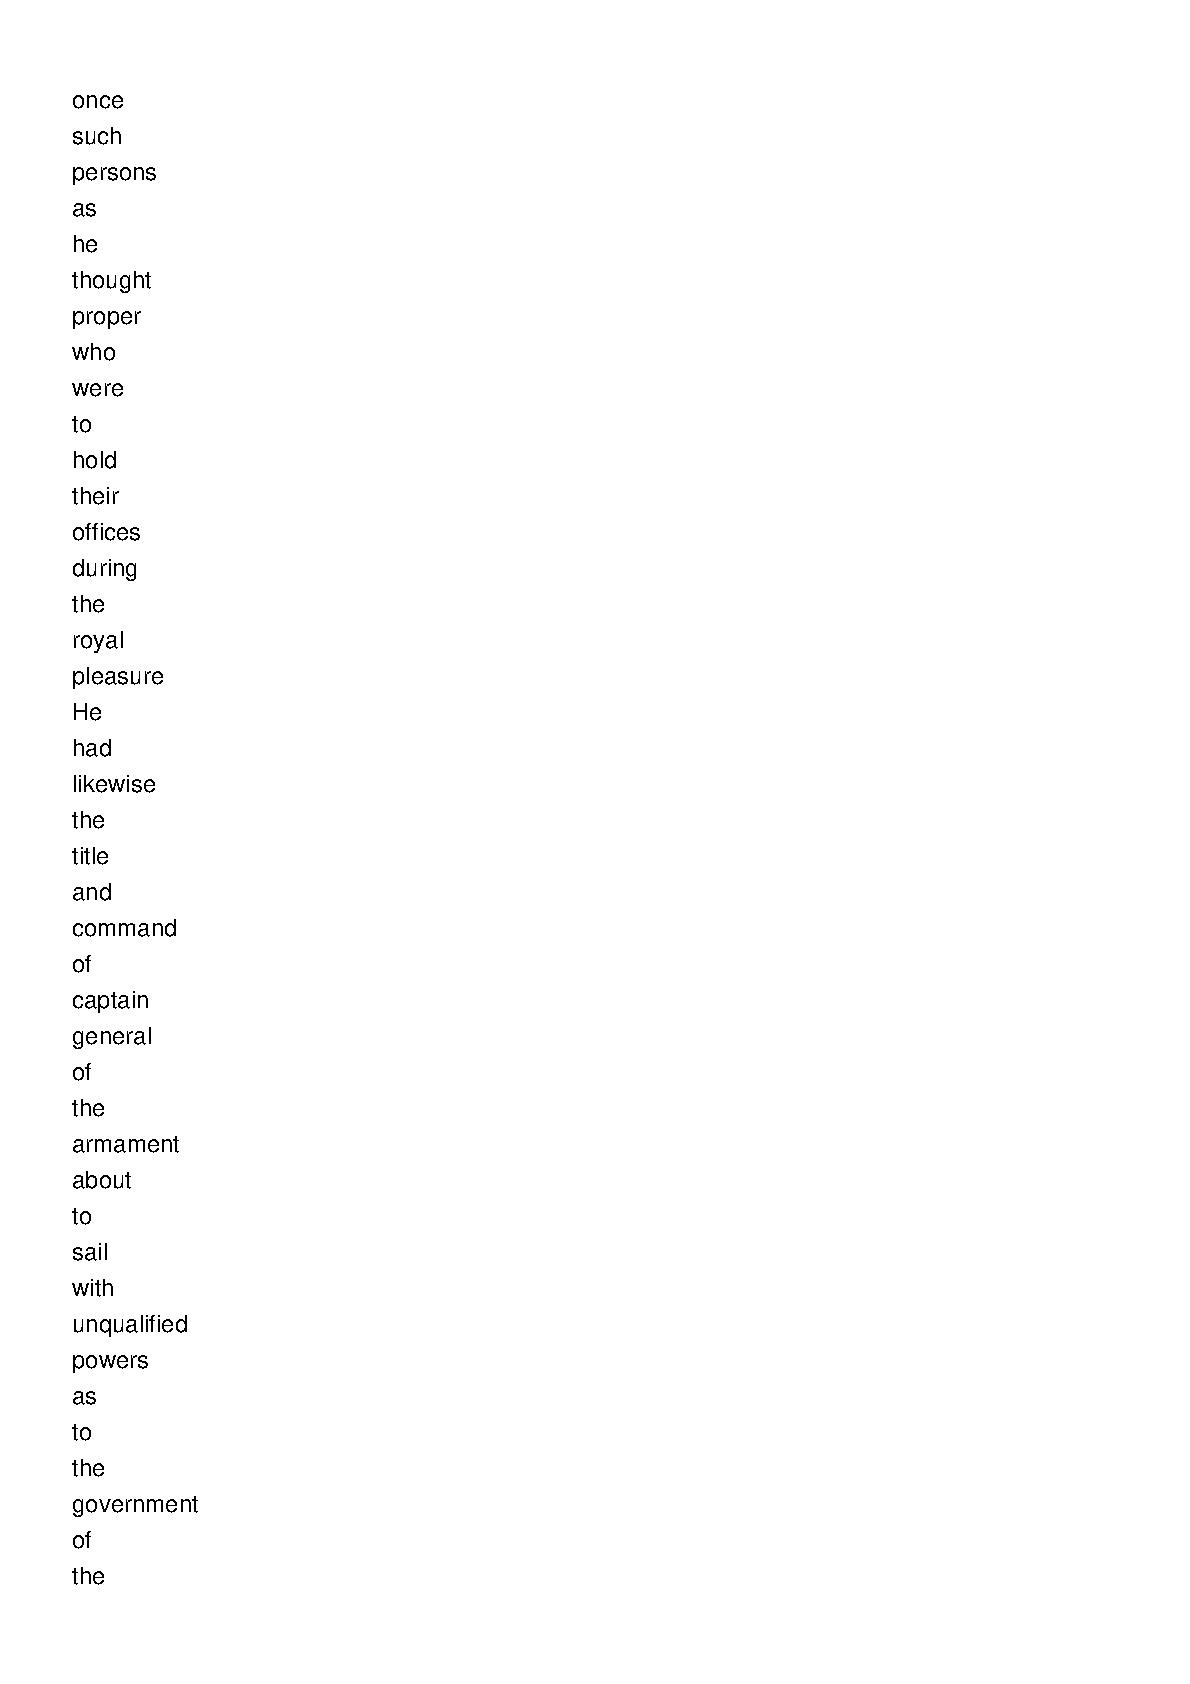 once
such
persons
as
he
thought
proper
who
were
to
hold
their
offices
during
the
royal
pleasure
He
had
likewise
the
title
and
command
of
captain
general
of
the
armament
about
to
sail
with
unqualified
powers
as
to
the
government
of
the